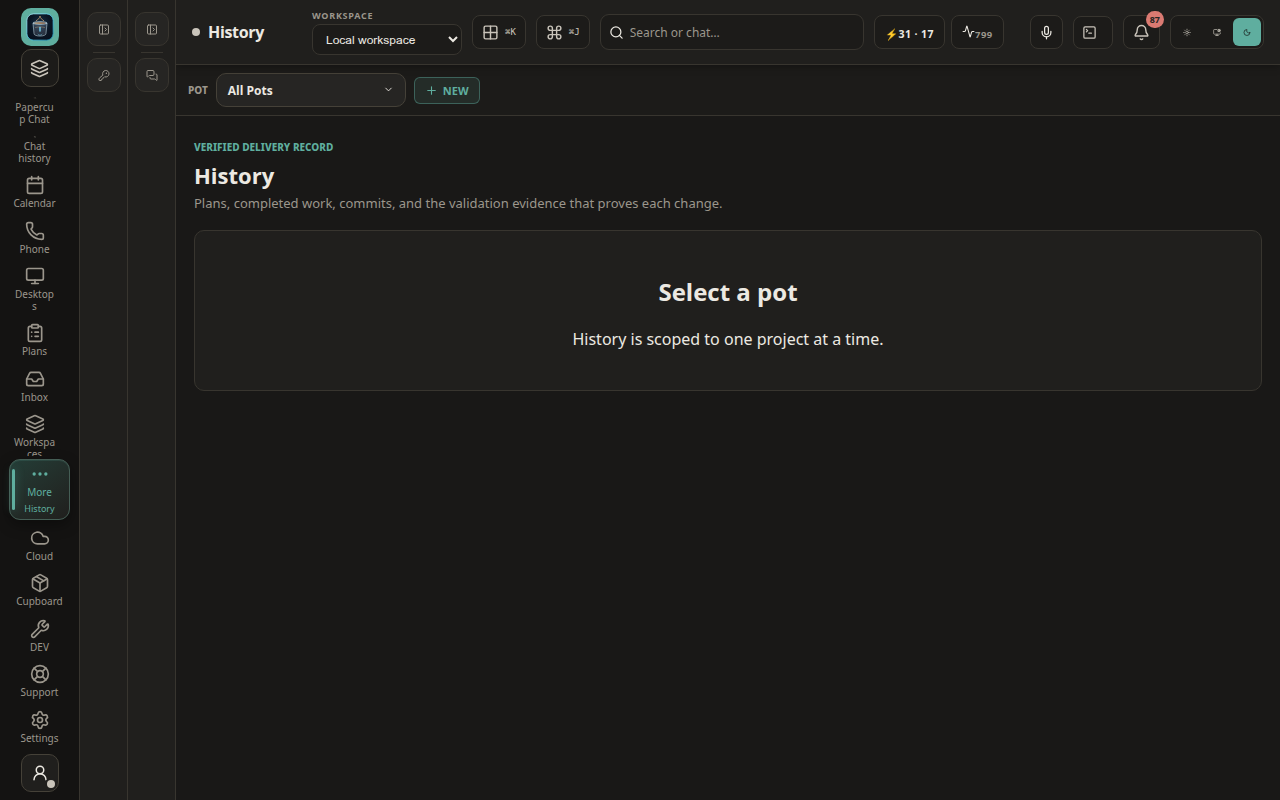 Papercu
p Chat
Chat
history
Calendar
Phone
Desktop
s
Plans
Inbox
Workspa
ces
More
History
Cloud
Cupboard
DEV
Support
Settings
History
WORKSPACE
Local workspace
⌘K
⌘J
Search or chat...
⚡31 · 17
799
87
POT
All Pots
+ NEW
VERIFIED DELIVERY RECORD
History
Plans, completed work, commits, and the validation evidence that proves each change.
Select a pot
History is scoped to one project at a time.